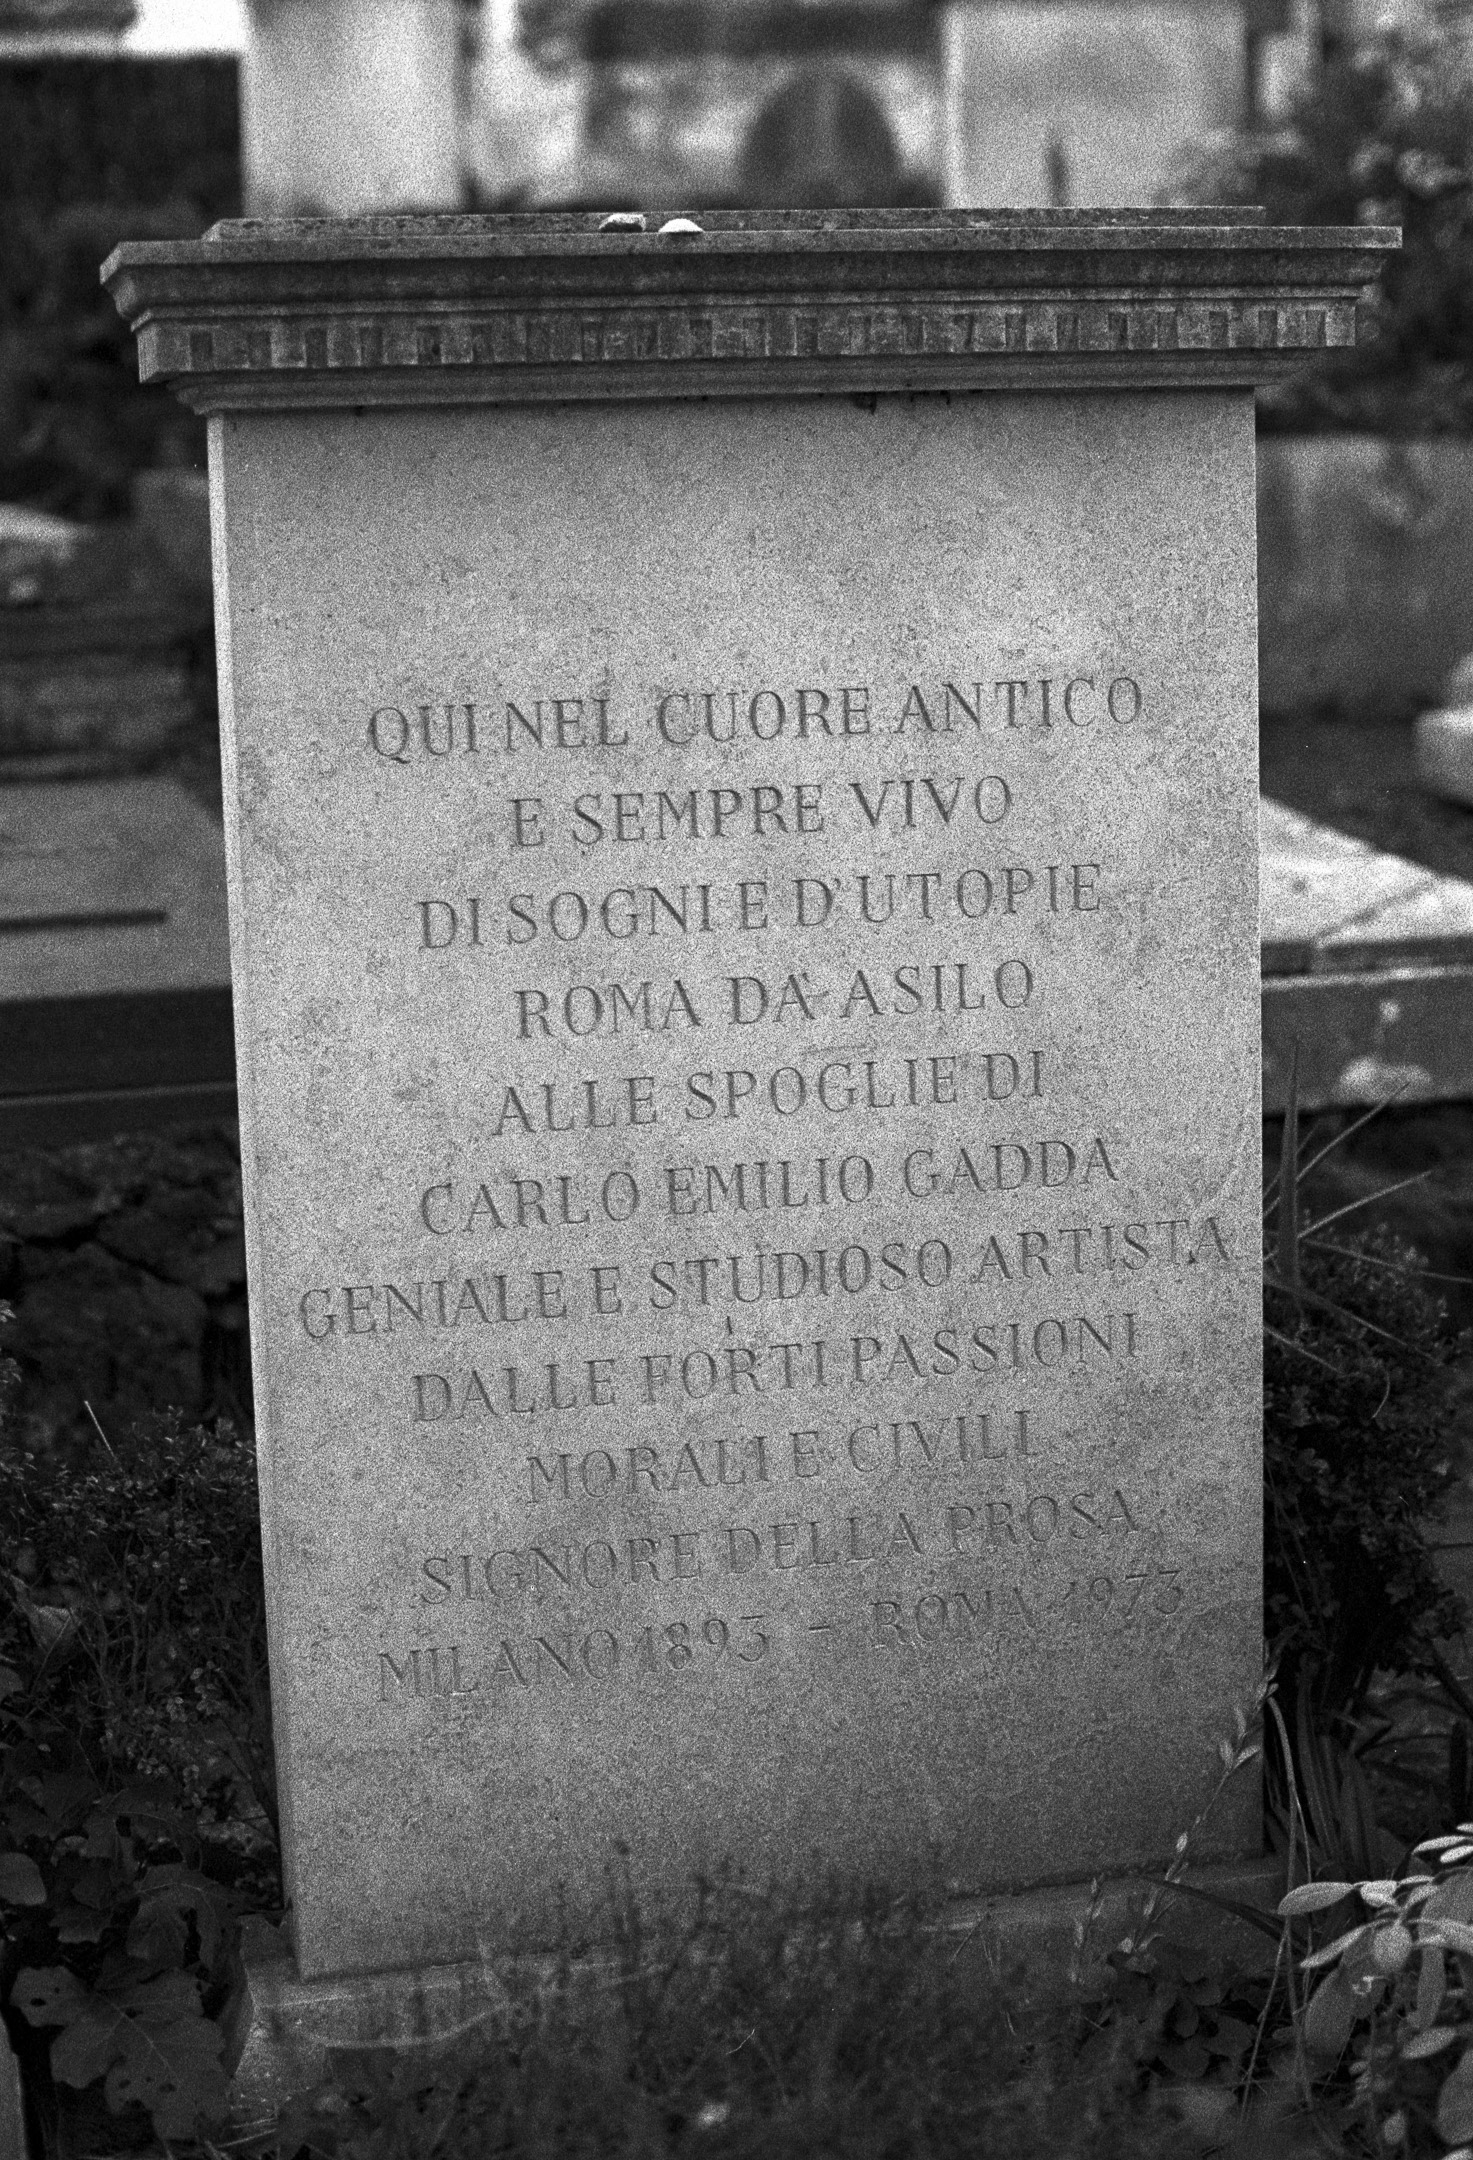 QUI NEL CUORE ANTICO
E SEMPRE VIVO
DI SOGNI E D'UTOPIE
ROMA DA' ASILO
ALLE SPOGLIE DI
CARLO EMILIO GADDA
GENIALE E STUDIOSO ARTISTA
DALLE FORTI PASSIONI
MORALI E CIVILI
SIGNORE DELLA PROSA
MILANO 1893 - ROMA 1973